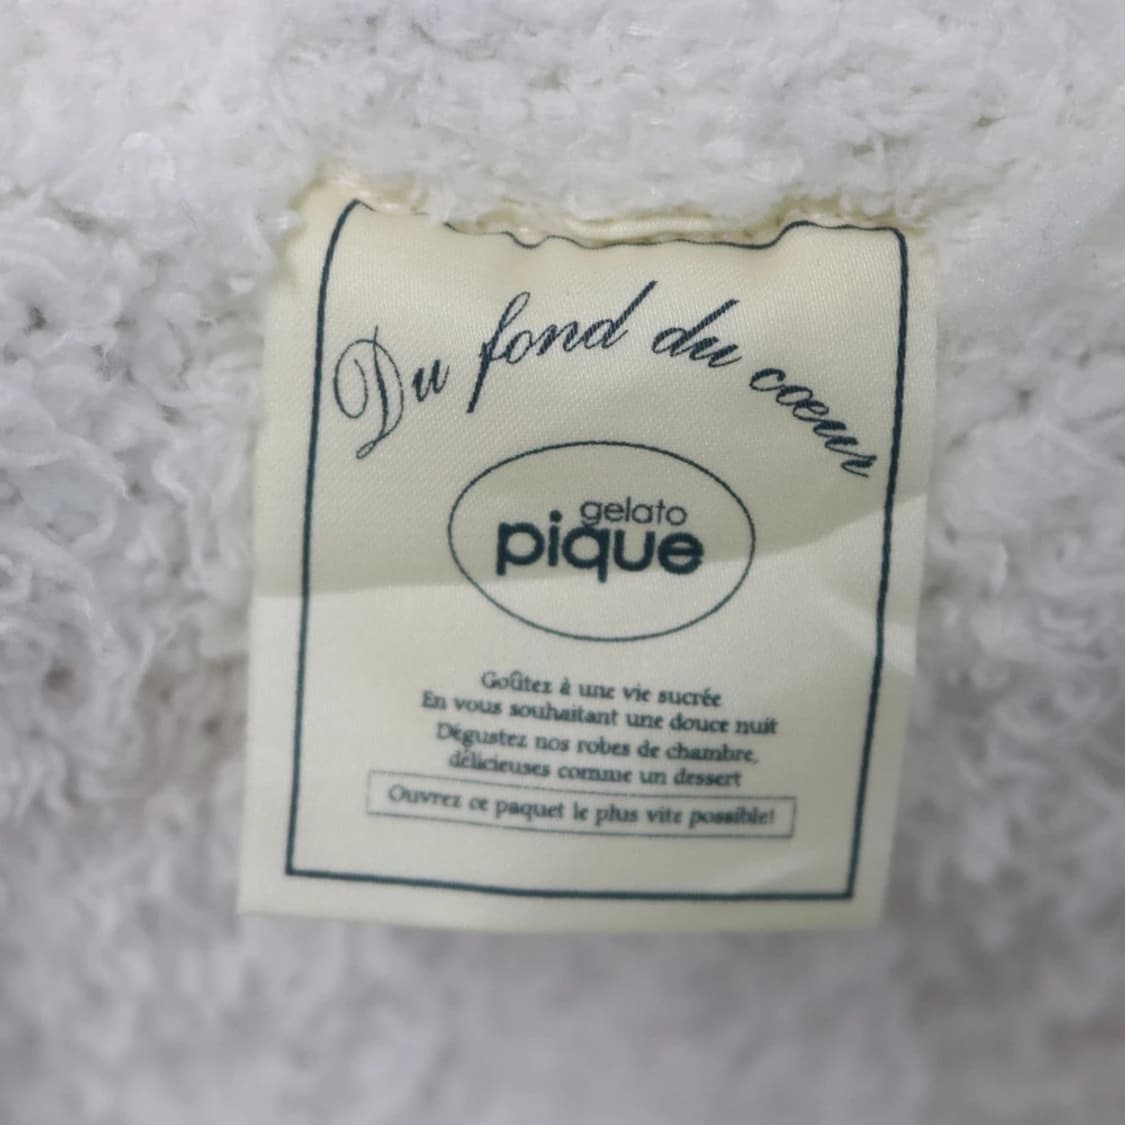 Du fond du cœur
gelato
pique
Goûtez à une vie sucrée
En vous souhaitant une douce nuit
Dégustez nos robes de chambre,
délicieuses comme un dessert
Ouvrez ce paquet le plus vite possible!